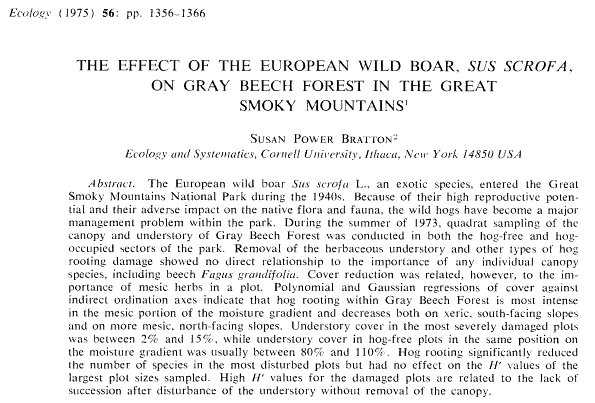 Ecology (1975) 56: pp. 1356–1366
THE EFFECT OF THE EUROPEAN WILD BOAR, SUS SCROFA,
ON GRAY BEECH FOREST IN THE GREAT
SMOKY MOUNTAINS¹
SUSAN POWER BRATTON²
Ecology and Systematics, Cornell University, Ithaca, New York 14850 USA
Abstract. The European wild boar Sus scrofa L., an exotic species, entered the Great
Smoky Mountains National Park during the 1940s. Because of their high reproductive poten-
tial and their adverse impact on the native flora and fauna, the wild hogs have become a major
management problem within the park. During the summer of 1973, quadrat sampling of the
canopy and understory of Gray Beech Forest was conducted in both the hog-free and hog-
occupied sectors of the park. Removal of the herbaceous understory and other types of hog
rooting damage showed no direct relationship to the importance of any individual canopy
species, including beech Fagus grandifolia. Cover reduction was related, however, to the im-
portance of mesic herbs in a plot. Polynomial and Gaussian regressions of cover against
indirect ordination axes indicate that hog rooting within Gray Beech Forest is most intense
in the mesic portion of the moisture gradient and decreases both on xeric, south-facing slopes
and on more mesic, north-facing slopes. Understory cover in the most severely damaged plots
was between 2% and 15%, while understory cover in hog-free plots in the same position on
the moisture gradient was usually between 80% and 110%. Hog rooting significantly reduced
the number of species in the most disturbed plots but had no effect on the H' values of the
largest plot sizes sampled. High H' values for the damaged plots are related to the lack of
succession after disturbance of the understory without removal of the canopy.